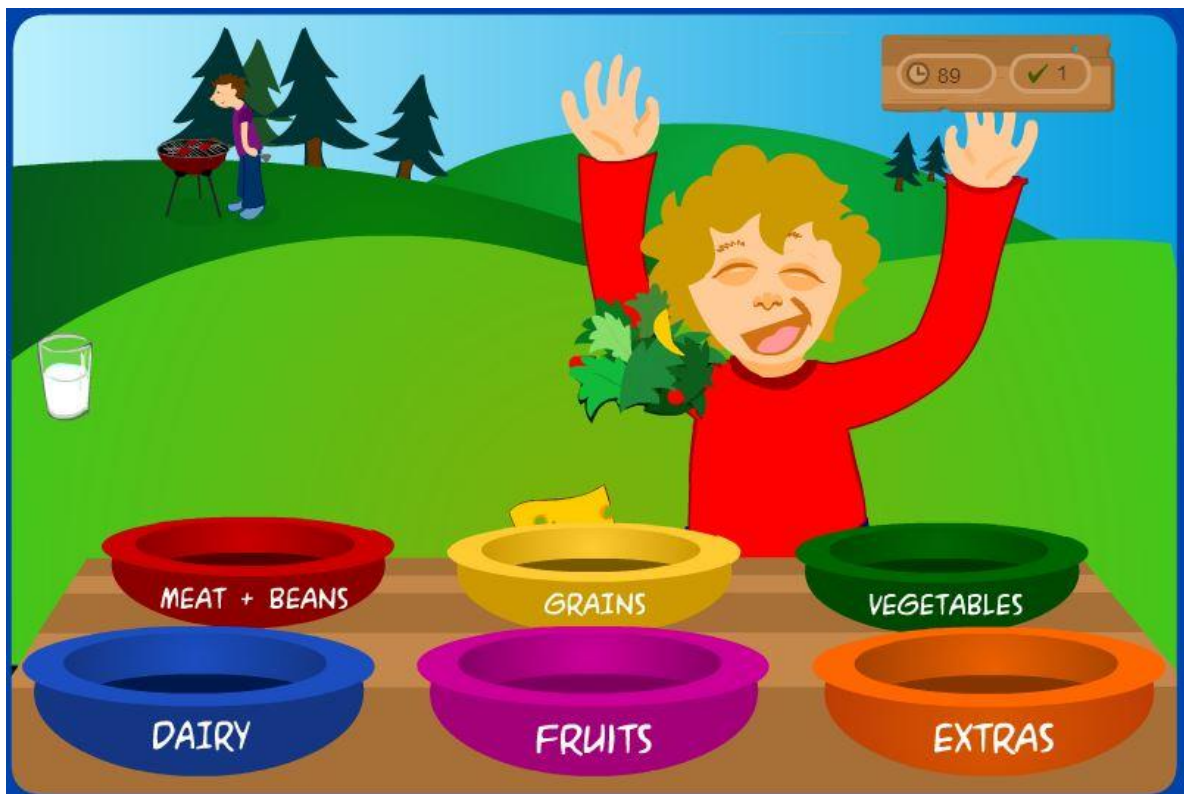 89
1
MEAT + BEANS
GRAINS
VEGETABLES
DAIRY
FRUITS
EXTRAS